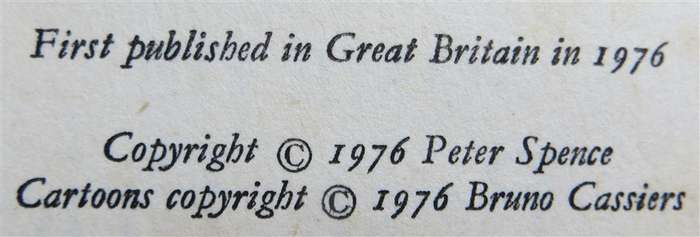 First published in Great Britain in 1976
Copyright © 1976 Peter Spence
Cartoons copyright © 1976 Bruno Cassiers